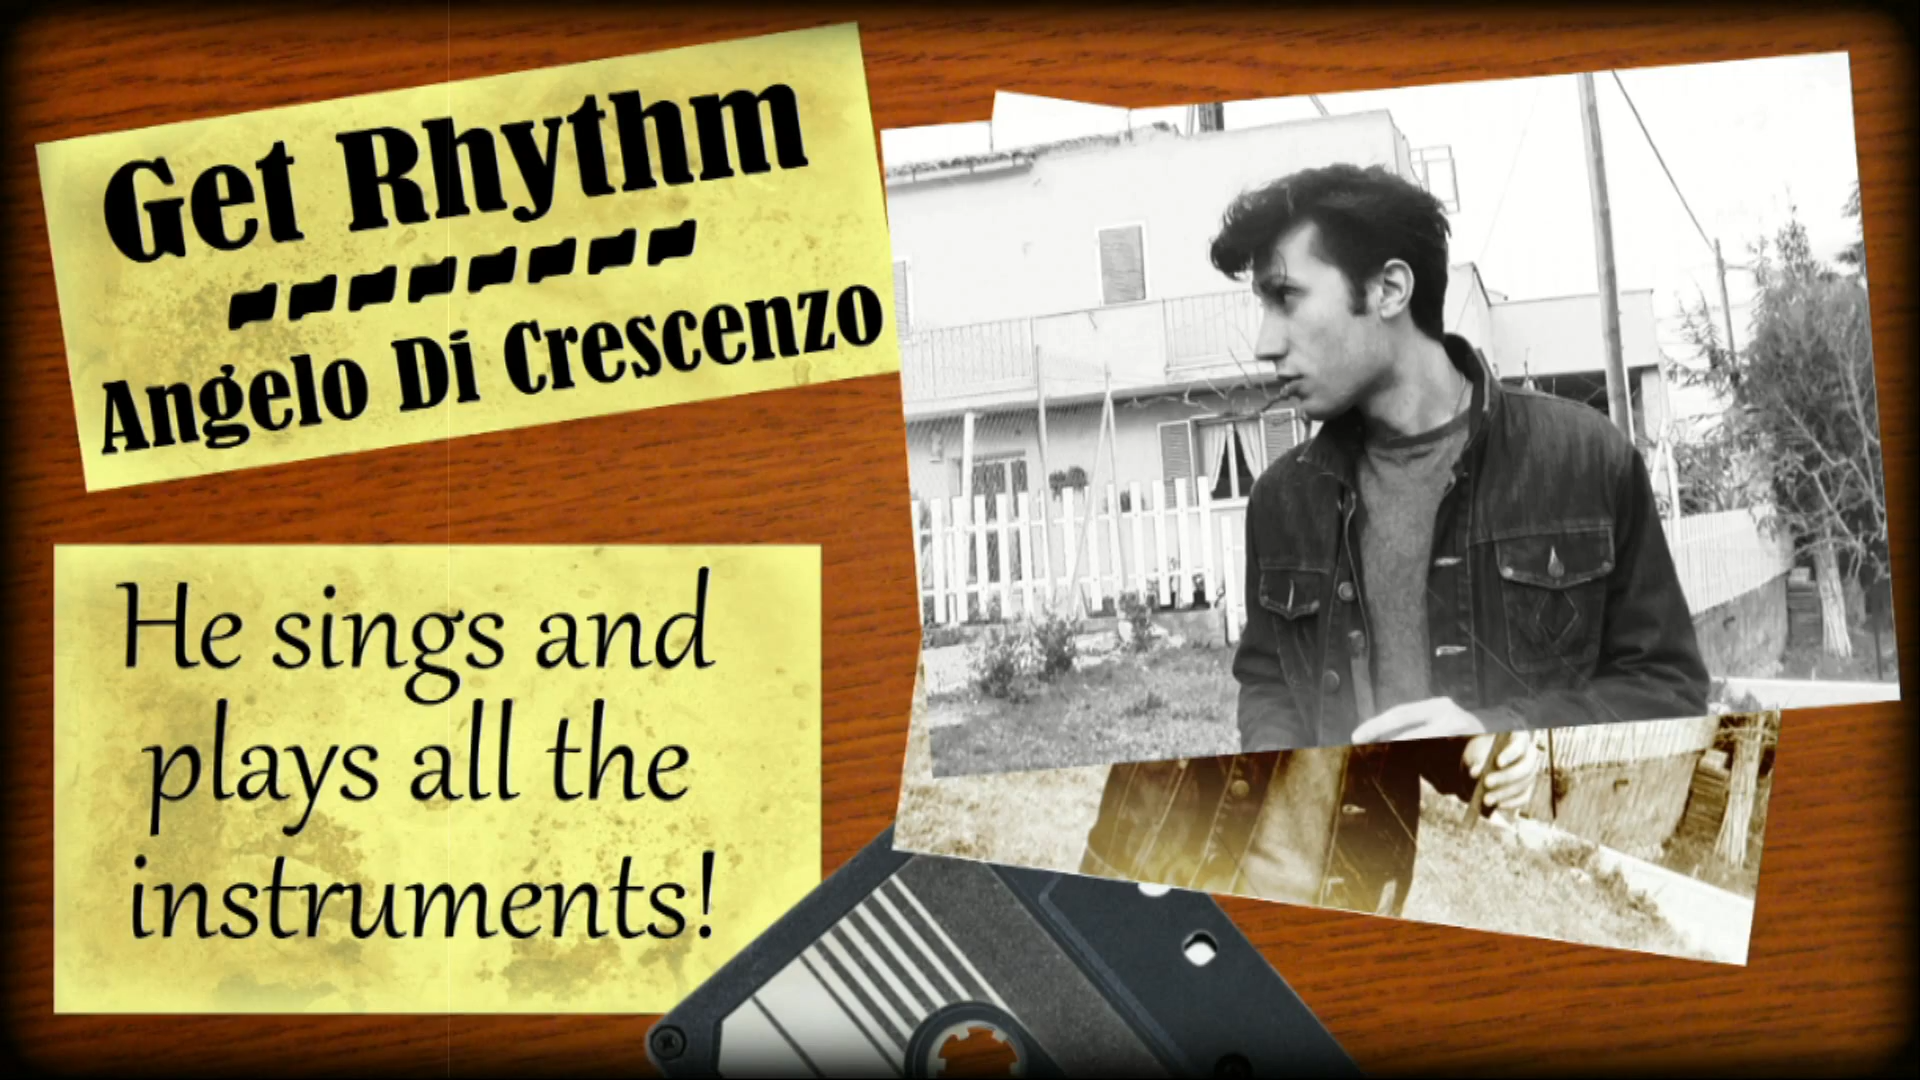 Get Rhythm
~~~~~~~~
Angelo Di Crescenzo
He sings and
plays all the
instruments!